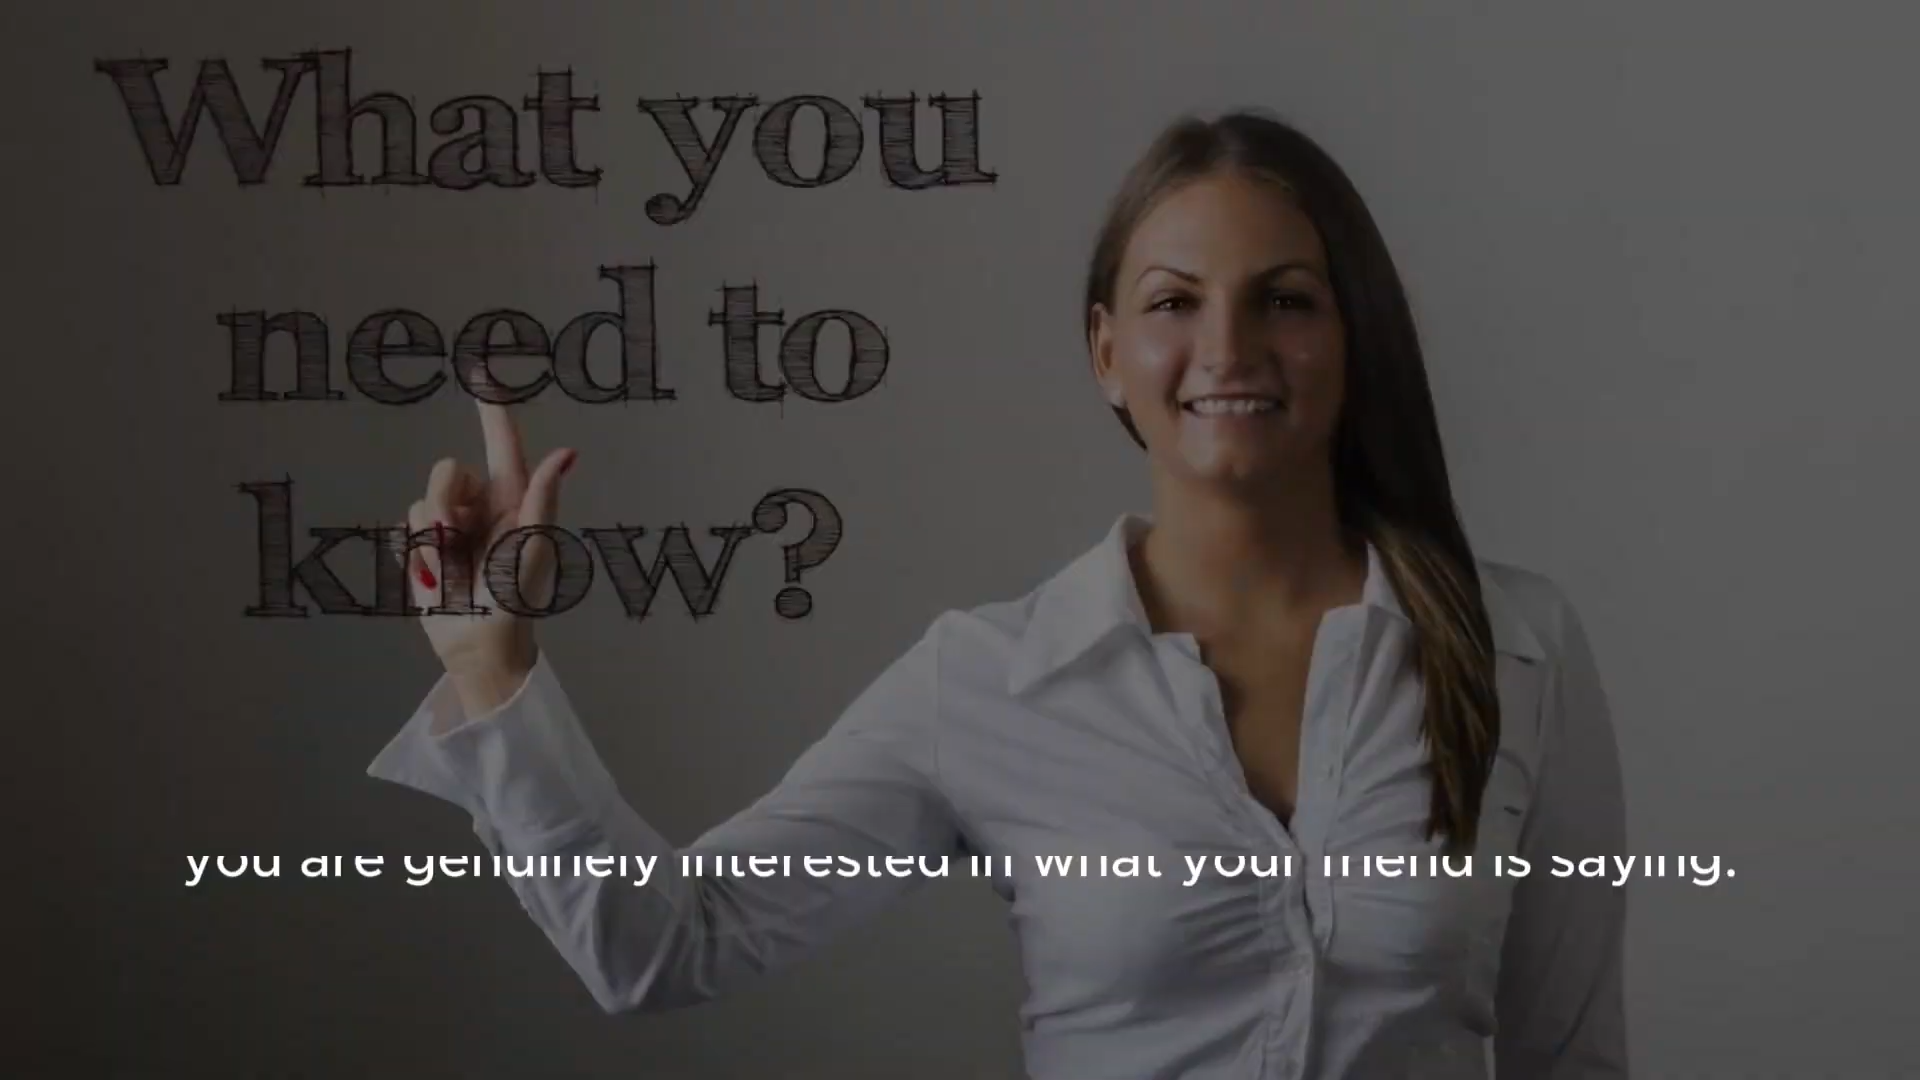 What you
need to
know?
you are genuinely interested in what your friend is saying.